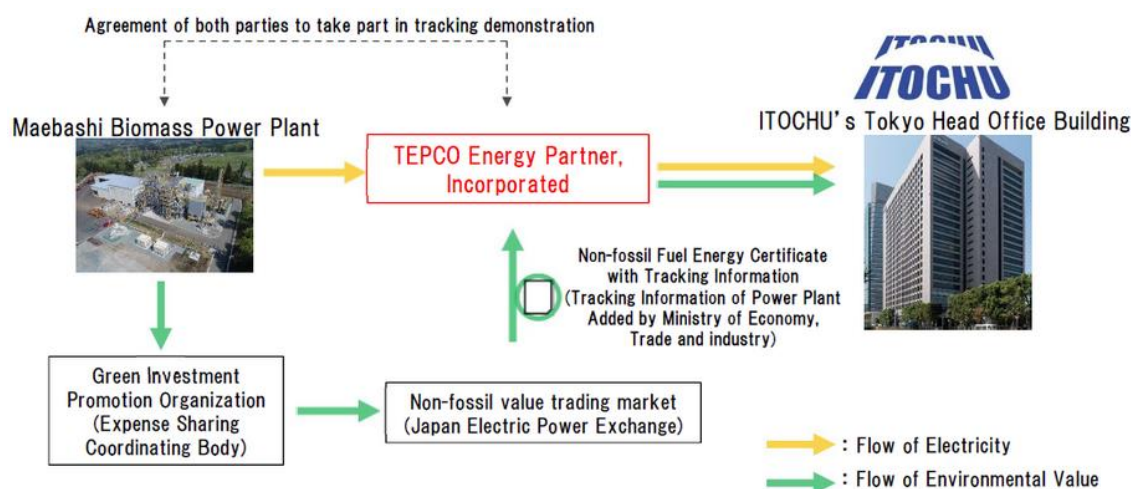 Agreement of both parties to take part in tracking demonstration
ITOCHU
ITOCHU
Maebashi Biomass Power Plant
ITOCHU's Tokyo Head Office Building
TEPCO Energy Partner,
Incorporated
Non-fossil Fuel Energy Certificate
with Tracking Information
(Tracking Information of Power Plant
Added by Ministry of Economy,
Trade and industry)
Green Investment
Promotion Organization
(Expense Sharing
Coordinating Body)
Non-fossil value trading market
(Japan Electric Power Exchange)
: Flow of Electricity
: Flow of Environmental Value